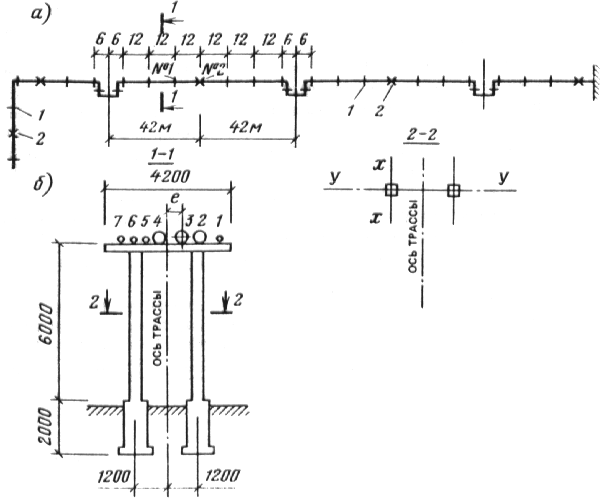 а)
1
6 6 12 12 12 12 12 12 6 6
№1 №2
1
1
2
42м 42м
1 2
1-1
4200
2-2
б)
е
7 6 5 4 3 2 1
х
У У
х
ОСЬ ТРАССЫ
2 2
6000
ОСЬ ТРАССЫ
2000
1200 1200